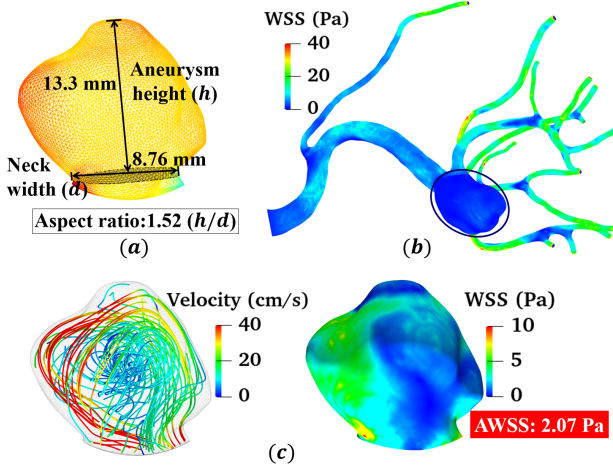 13.3 mm
Aneurysm
height (h)
8.76 mm
Neck
width (d)
Aspect ratio:1.52 (h/d)
(a)
WSS (Pa)
40
20
0
(b)
Velocity (cm/s)
40
20
0
WSS (Pa)
10
5
0
AWSS: 2.07 Pa
(c)